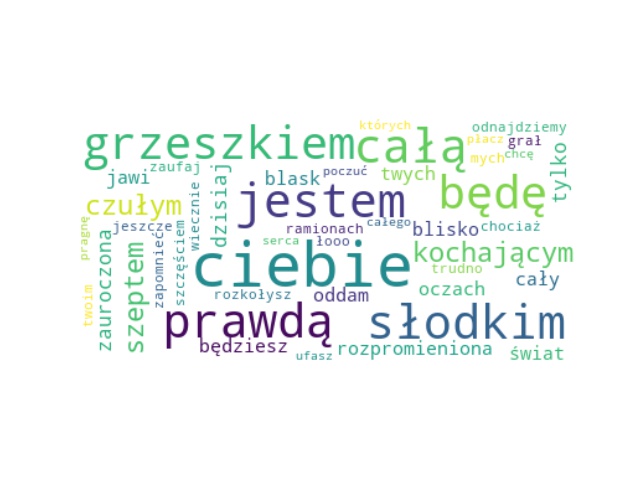 których
odnajdziemy
grzeszkiem
całą
płacz
grał
mych
chcę
tylko
jawi
zaufaj
blask
poczuć
twych
będę
czułym
wiecznie
dzisiaj
jestem
pragnę
jeszcze
ramionach
całego
blisko
chociaż
zauroczona
szeptem
zapomnieć
szczęściem
serca
łooo
kochającym
ciebie
trudno
cały
twoim
rozkołysz
oddam
oczach
prawdą
słodkim
będziesz
ufasz
rozpromieniona
świat